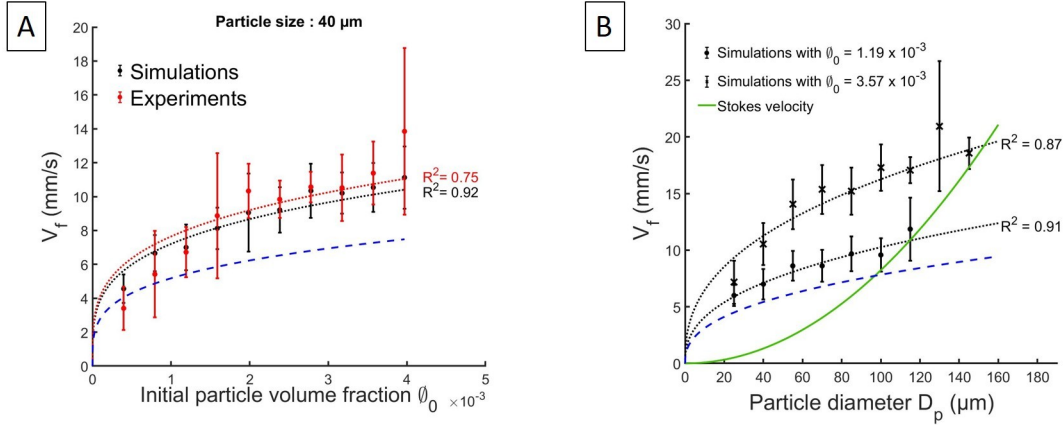 A
Particle size : 40 µm
20
18
16
14
12
10
8
6
4
2
0
V_f (mm/s)
Simulations
Experiments
R² = 0.75
R² = 0.92
0
1
2
3
4
5
Initial particle volume fraction ∅₀ ×10⁻³
B
30
25
20
15
10
5
0
V_f (mm/s)
Simulations with ∅₀ = 1.19 x 10⁻³
Simulations with ∅₀ = 3.57 x 10⁻³
Stokes velocity
R² = 0.87
R² = 0.91
0 20 40 60 80 100 120 140 160 180
Particle diameter D_p (µm)